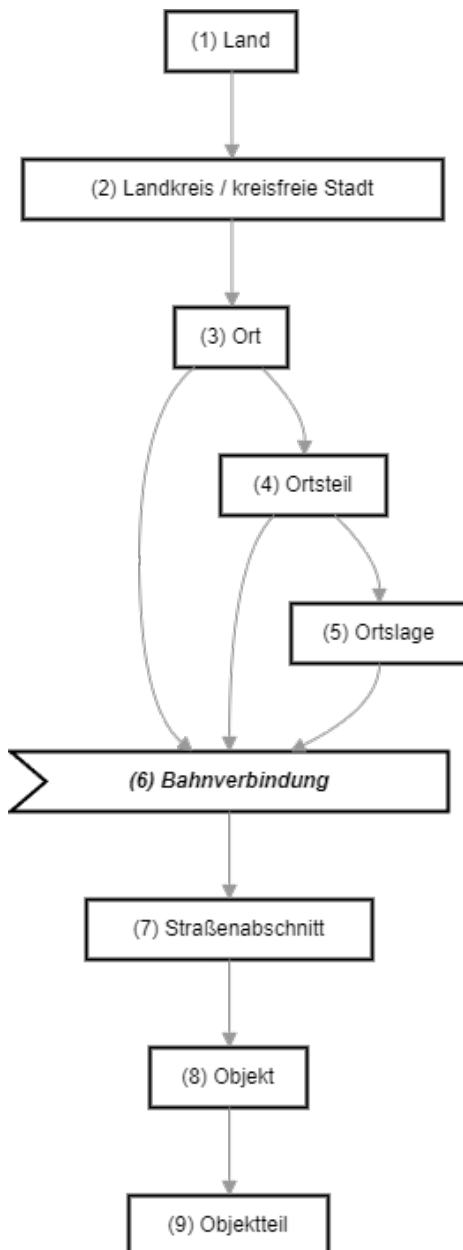 (1) Land
(2) Landkreis / kreisfreie Stadt
(3) Ort
(4) Ortsteil
(5) Ortslage
(6) Bahnverbindung
(7) Straßenabschnitt
(8) Objekt
(9) Objektteil